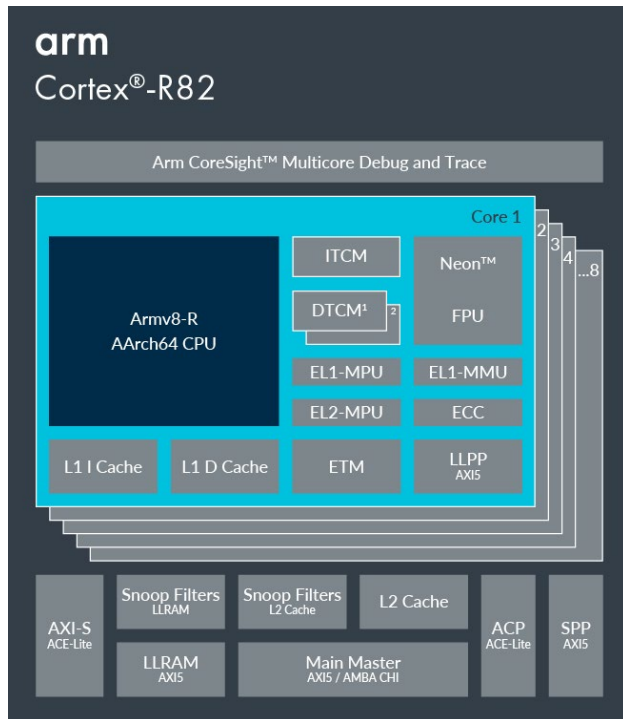 arm
Cortex®-R82
Arm CoreSight™ Multicore Debug and Trace
Core 1
2
3
4
...8
Armv8-R
AArch64 CPU
ITCM
DTCM¹
2
Neon™
FPU
EL1-MPU
EL1-MMU
EL2-MPU
ECC
L1 I Cache
L1 D Cache
ETM
LLPP
AXI5
AXI-S
ACE-Lite
Snoop Filters
LLRAM
Snoop Filters
L2 Cache
L2 Cache
LLRAM
AXI5
Main Master
AXI5 / AMBA CHI
ACP
ACE-Lite
SPP
AXI5